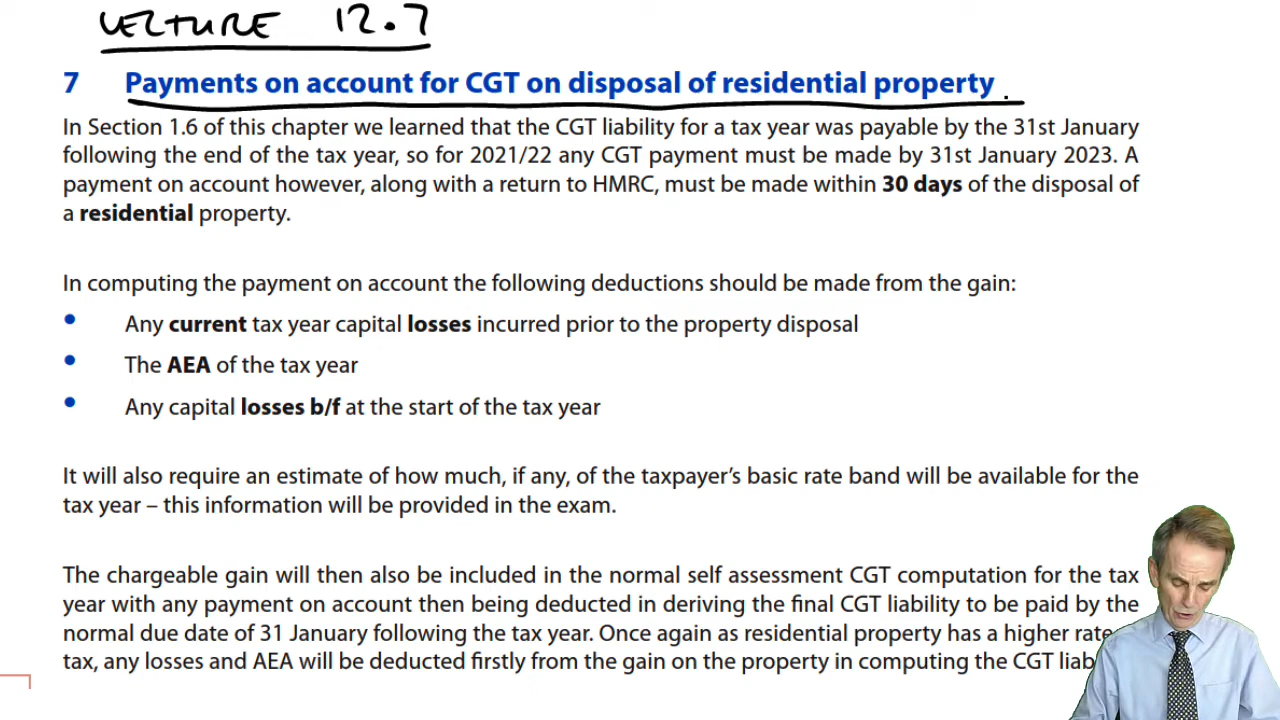 LECTURE 12.7
7 Payments on account for CGT on disposal of residential property
In Section 1.6 of this chapter we learned that the CGT liability for a tax year was payable by the 31st January
following the end of the tax year, so for 2021/22 any CGT payment must be made by 31st January 2023. A
payment on account however, along with a return to HMRC, must be made within 30 days of the disposal of
a residential property.
In computing the payment on account the following deductions should be made from the gain:
• Any current tax year capital losses incurred prior to the property disposal
• The AEA of the tax year
• Any capital losses b/f at the start of the tax year
It will also require an estimate of how much, if any, of the taxpayer's basic rate band will be available for the
tax year – this information will be provided in the exam.
The chargeable gain will then also be included in the normal self assessment CGT computation for the tax
year with any payment on account then being deducted in deriving the final CGT liability to be paid by the
normal due date of 31 January following the tax year. Once again as residential property has a higher rate
tax, any losses and AEA will be deducted firstly from the gain on the property in computing the CGT